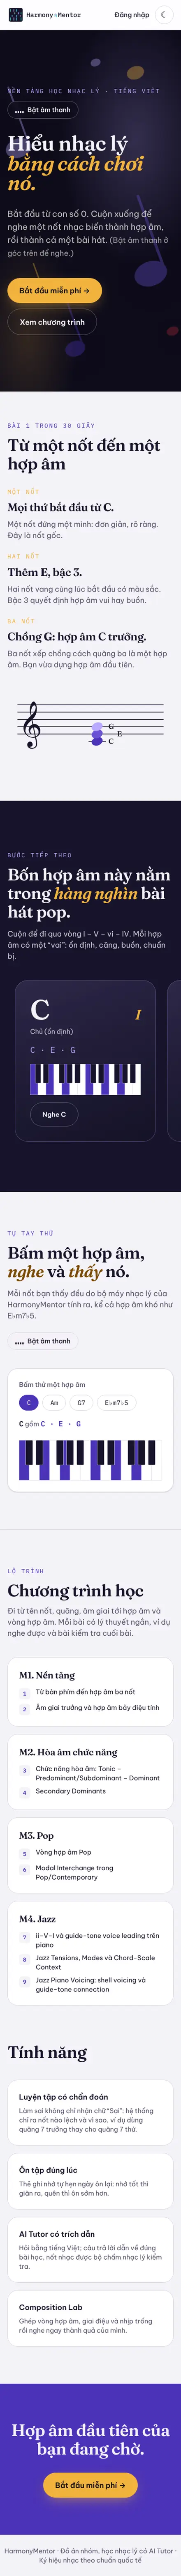 Harmony Mentor
Đăng nhập
NỀN TẢNG HỌC NHẠC LÝ · TIẾNG VIỆT
Bật âm thanh
Hiểu nhạc lý
bằng cách chơi
nó.
Bắt đầu từ con số 0. Cuộn xuống để
nghe một nốt nhạc biến thành hợp âm,
rồi thành cả một bài hát. (Bật âm thanh ở
góc trên để nghe.)
Bắt đầu miễn phí →
Xem chương trình
BÀI 1 TRONG 30 GIÂY
Từ một nốt đến một
hợp âm
MỘT NỐT
Mọi thứ bắt đầu từ C.
Một nốt đứng một mình: đơn giản, rõ ràng.
Đây là nốt gốc.
HAI NỐT
Thêm E, bậc 3.
Hai nốt vang cùng lúc bắt đầu có màu sắc.
Bậc 3 quyết định hợp âm vui hay buồn.
BA NỐT
Chồng G: hợp âm C trưởng.
Ba nốt xếp chồng cách quãng ba là một hợp
âm. Bạn vừa dựng hợp âm đầu tiên.
G
E
C
BƯỚC TIẾP THEO
Bốn hợp âm này nằm
trong hàng nghìn bài
hát pop.
Cuộn để đi qua vòng I – V – vi – IV. Mỗi hợp
âm có một “vai”: ổn định, căng, buồn, chuẩn
bị.
C
I
Chủ (ổn định)
C · E · G
Nghe C
TỰ TAY THỬ
Bấm một hợp âm,
nghe và thấy nó.
Mỗi nốt bạn thấy đều do bộ máy nhạc lý của
HarmonyMentor tính ra, kể cả hợp âm khó như
E♭m7♭5.
Bật âm thanh
Bấm thử một hợp âm
C
Am
G7
E♭m7♭5
C gồm C · E · G
LỘ TRÌNH
Chương trình học
Đi từ tên nốt, quãng, âm giai tới hợp âm và
vòng hợp âm. Mỗi bài có lý thuyết ngắn, ví dụ
nghe được và bài kiểm tra cuối bài.
M1. Nền tảng
1 Từ bàn phím đến hợp âm ba nốt
2 Âm giai trưởng và hợp âm bảy điệu tính
M2. Hòa âm chức năng
3 Chức năng hòa âm: Tonic –
Predominant/Subdominant – Dominant
4 Secondary Dominants
M3. Pop
5 Vòng hợp âm Pop
6 Modal Interchange trong
Pop/Contemporary
M4. Jazz
7 ii–V–I và guide-tone voice leading trên
piano
8 Jazz Tensions, Modes và Chord-Scale
Context
9 Jazz Piano Voicing: shell voicing và
guide-tone connection
Tính năng
Luyện tập có chẩn đoán
Làm sai không chỉ nhận chữ “Sai”: hệ thống
chỉ ra nốt nào lệch và vì sao, ví dụ dùng
quãng 7 trưởng thay cho quãng 7 thứ.
Ôn tập đúng lúc
Thẻ ghi nhớ tự hẹn ngày ôn lại: nhớ tốt thì
giãn ra, quên thì ôn sớm hơn.
AI Tutor có trích dẫn
Hỏi bằng tiếng Việt; câu trả lời dẫn về đúng
bài học, nốt nhạc được bộ chấm nhạc lý kiểm
tra.
Composition Lab
Ghép vòng hợp âm, giai điệu và nhịp trống
rồi nghe ngay thành quả của mình.
Hợp âm đầu tiên của
bạn đang chờ.
Bắt đầu miễn phí →
HarmonyMentor · Đồ án nhóm, học nhạc lý có AI Tutor ·
Ký hiệu nhạc theo chuẩn quốc tế